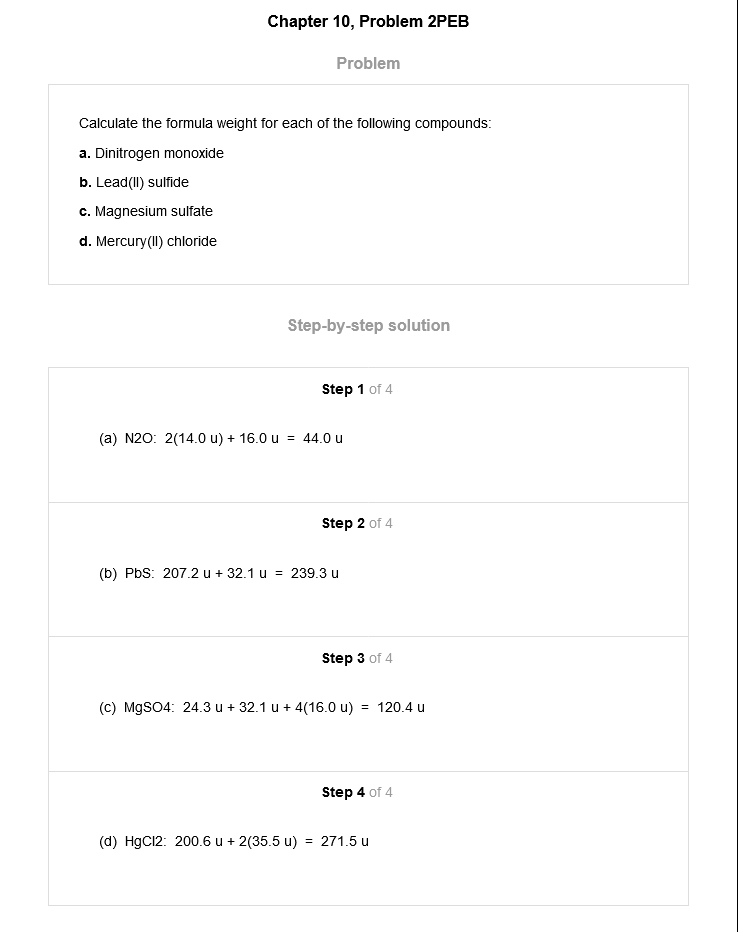 Chapter 10, Problem 2PEB
Problem
Calculate the formula weight for each of the following compounds:
a. Dinitrogen monoxide
b. Lead(II) sulfide
c. Magnesium sulfate
d. Mercury(II) chloride
Step-by-step solution
Step 1 of 4
(a) N2O: 2(14.0 u) + 16.0 u = 44.0 u
Step 2 of 4
(b) PbS: 207.2 u + 32.1 u = 239.3 u
Step 3 of 4
(c) MgSO4: 24.3 u + 32.1 u + 4(16.0 u) = 120.4 u
Step 4 of 4
(d) HgCl2: 200.6 u + 2(35.5 u) = 271.5 u